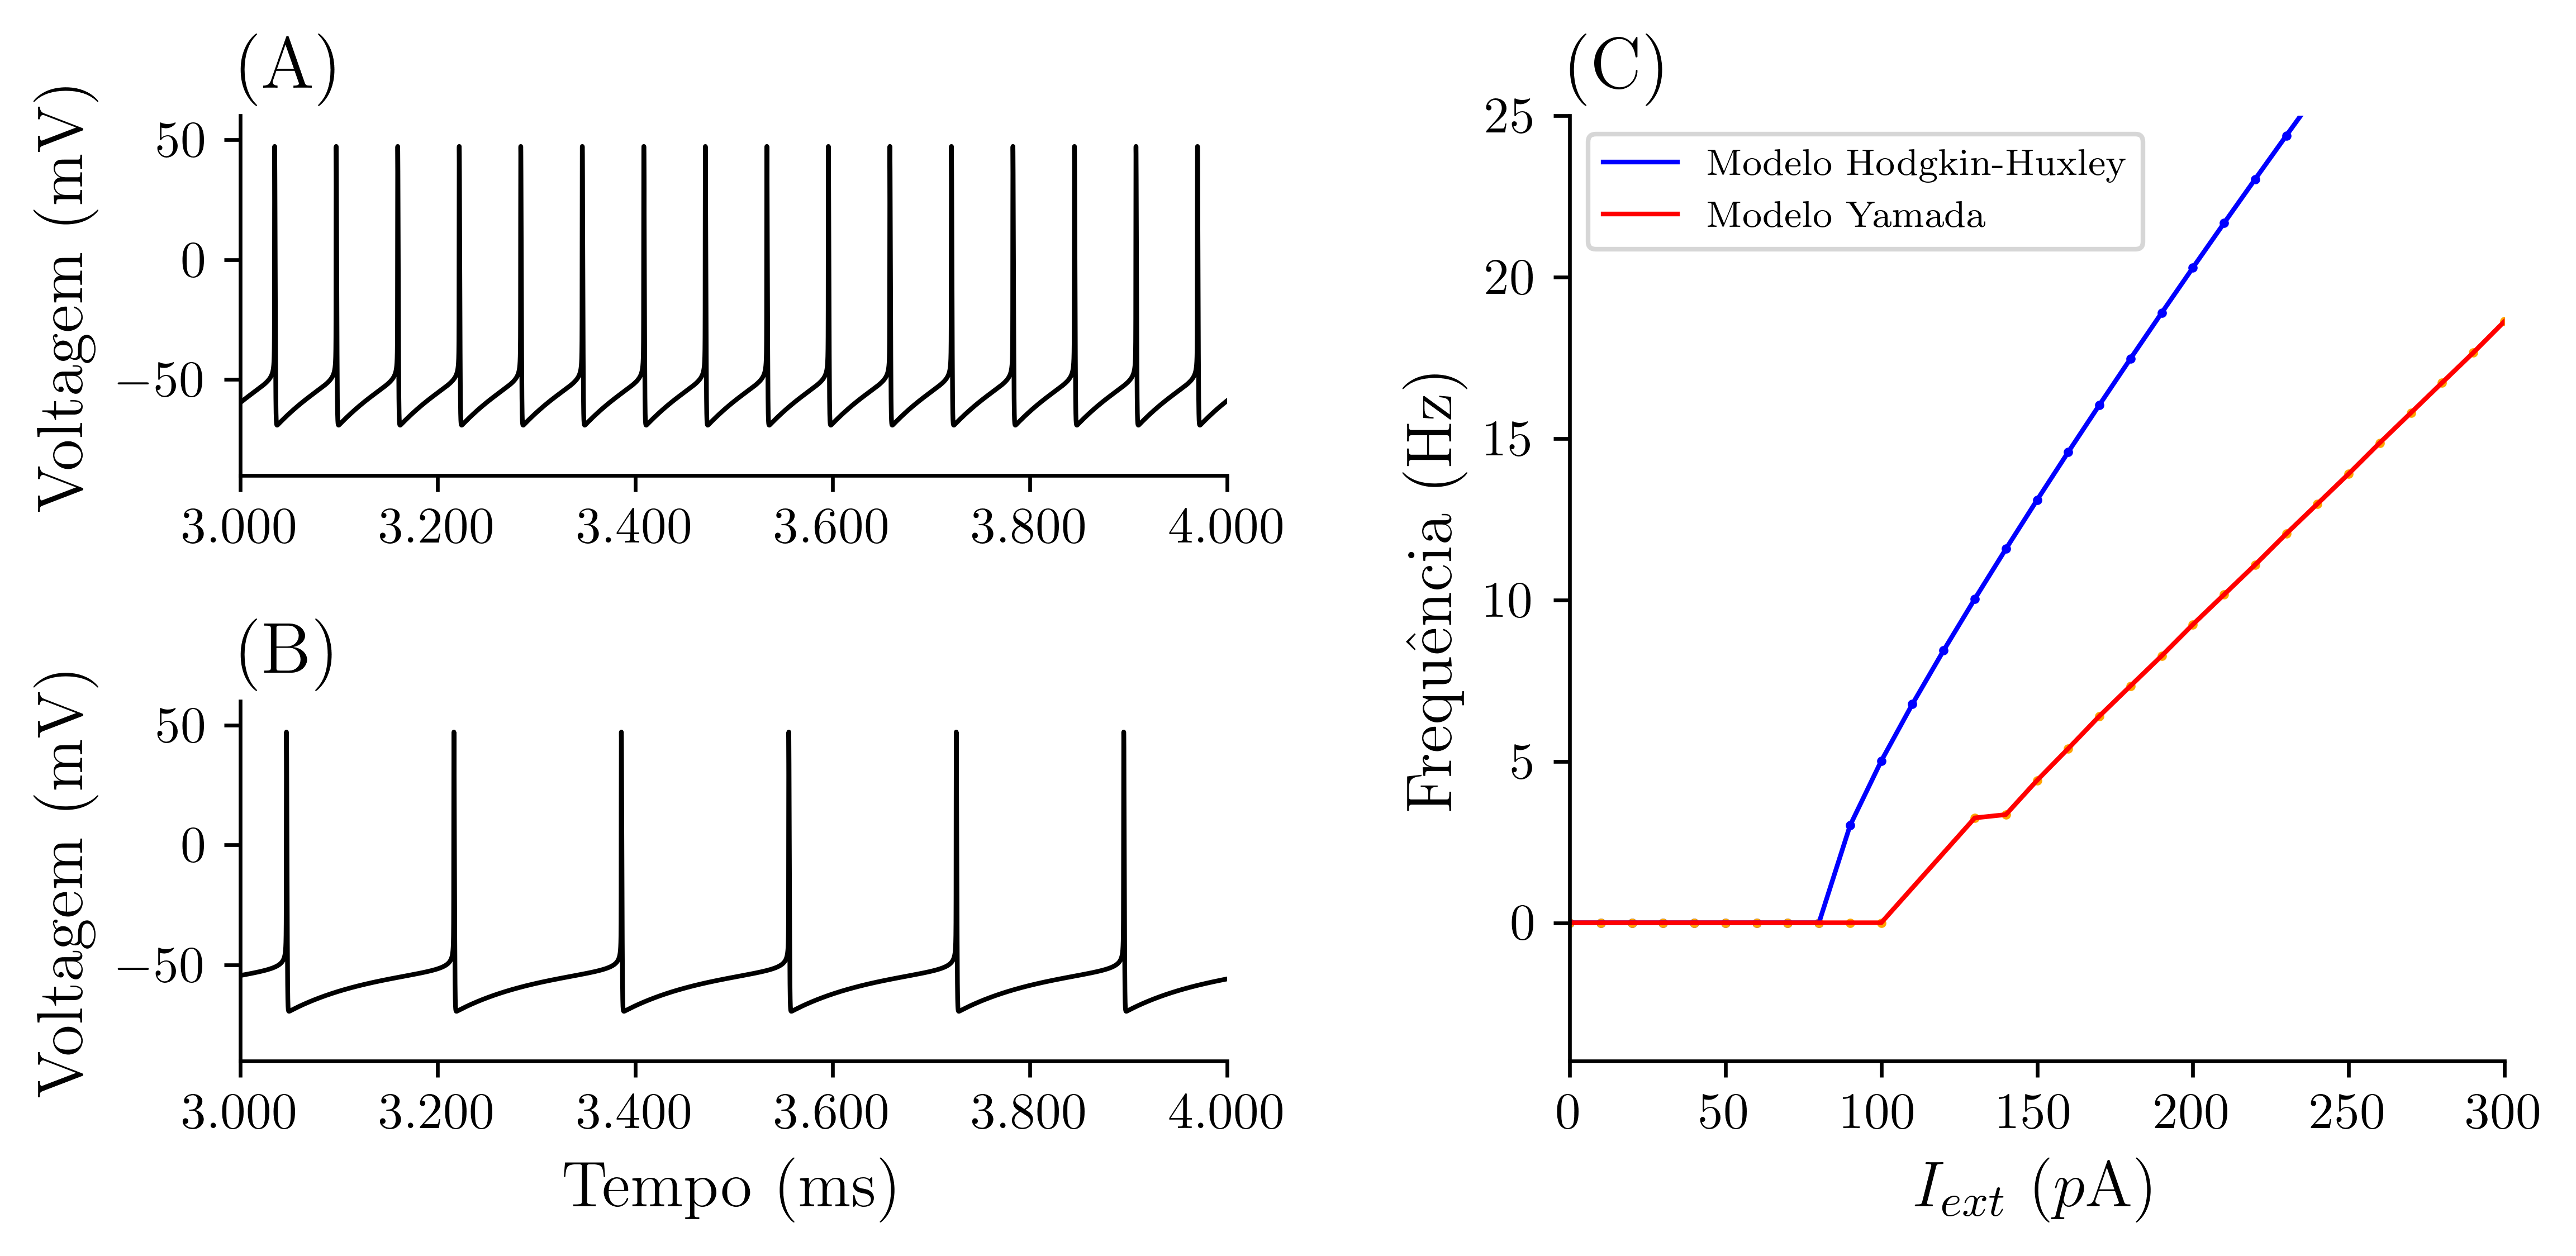 (A)
Voltagem (mV)
50
0
−50
3.000 3.200 3.400 3.600 3.800 4.000
(B)
Voltagem (mV)
50
0
−50
3.000 3.200 3.400 3.600 3.800 4.000
Tempo (ms)
(C)
Modelo Hodgkin-Huxley
Modelo Yamada
Frequência (Hz)
25
20
15
10
5
0
0 50 100 150 200 250 300
I_ext (pA)